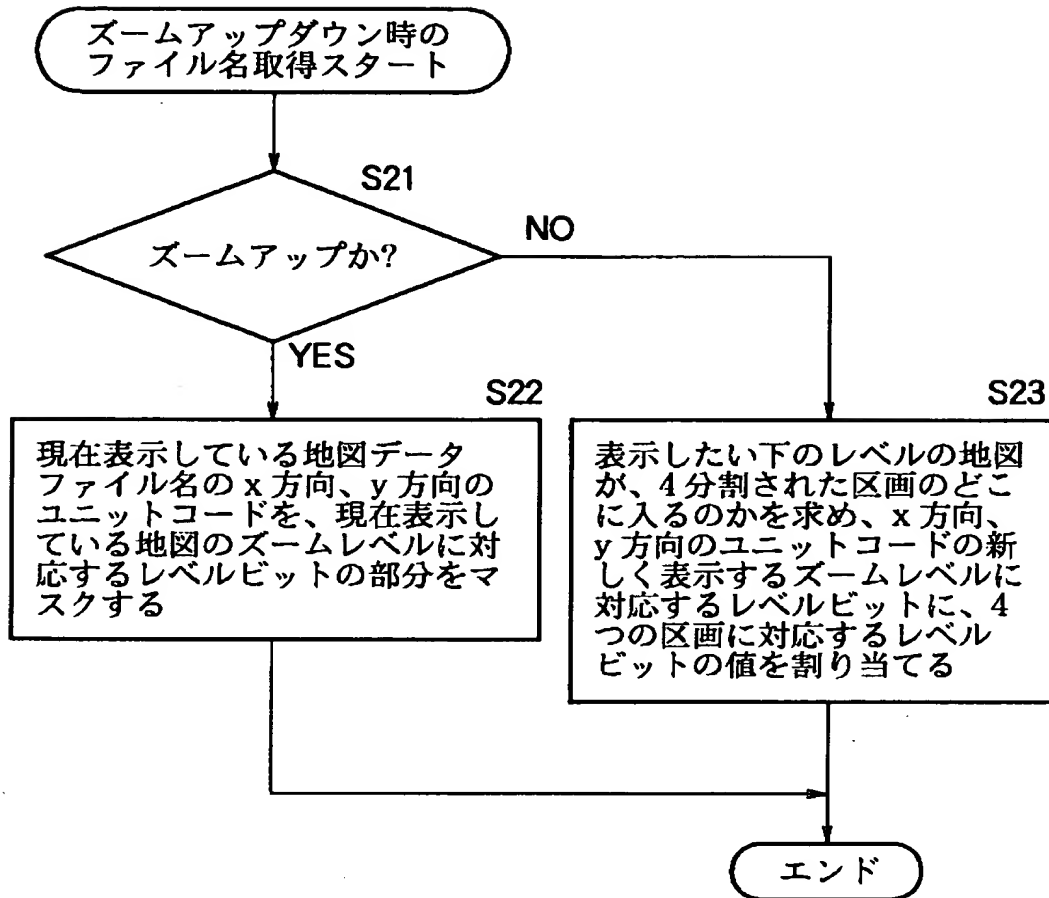 ズームアップダウン時の
ファイル名取得スタート
S21
ズームアップか?
NO
YES
S22
現在表示している地図データ
ファイル名のx方向、y方向の
ユニットコードを、現在表示し
ている地図のズームレベルに対
応するレベルビットの部分をマ
スクする
S23
表示したい下のレベルの地図
が、4分割された区画のどこ
に入るのかを求め、x方向、
y方向のユニットコードの新
しく表示するズームレベルに
対応するレベルビットに、4
つの区画に対応するレベル
ビットの値を割り当てる
エンド